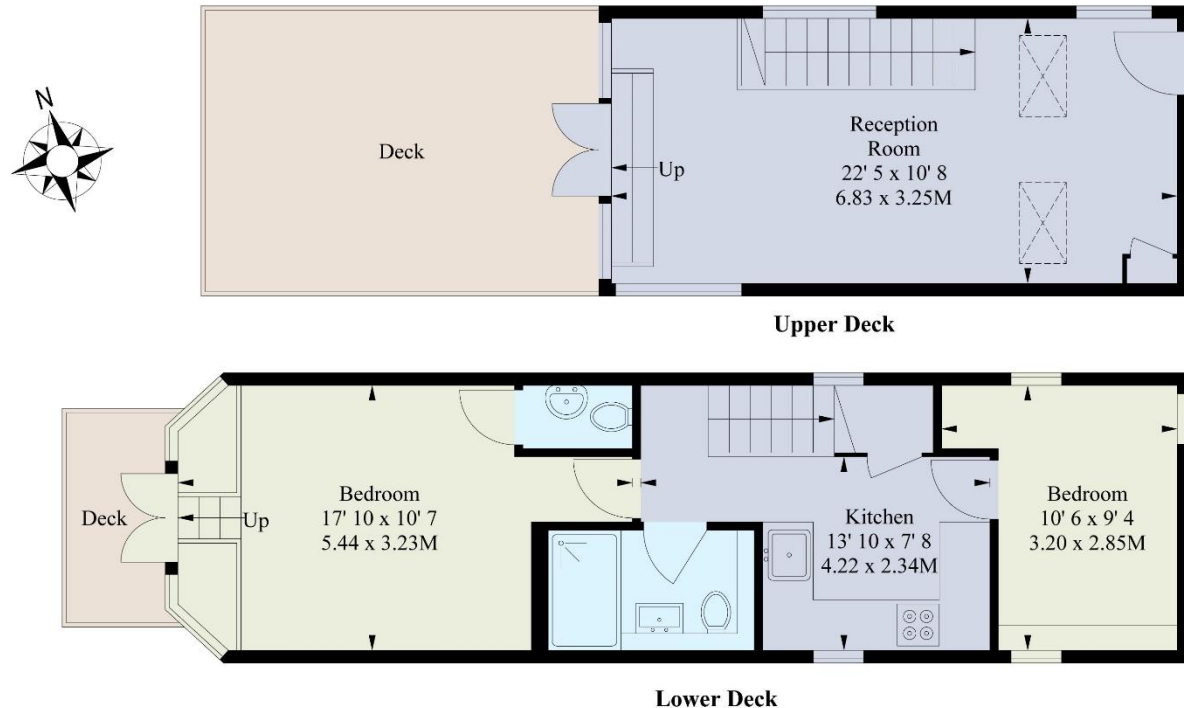 N
Deck
Up
Reception
Room
22' 5 x 10' 8
6.83 x 3.25M
Upper Deck
Deck
Up
Bedroom
17' 10 x 10' 7
5.44 x 3.23M
Kitchen
13' 10 x 7' 8
4.22 x 2.34M
Bedroom
10' 6 x 9' 4
3.20 x 2.85M
Lower Deck